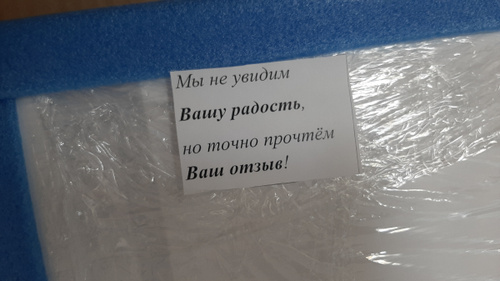 Мы не увидим
Вашу радость,
но точно прочтём
Ваш отзыв!